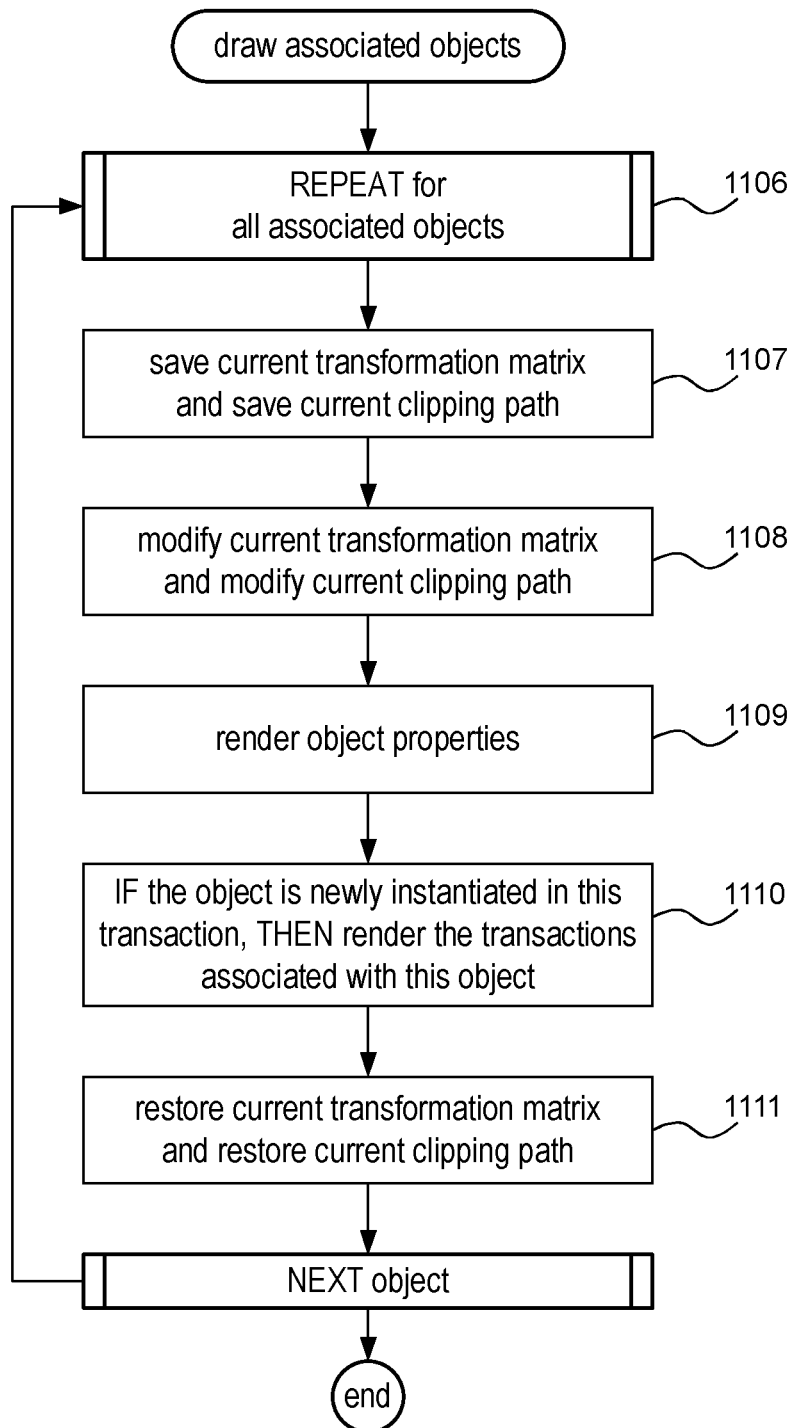 draw associated objects
REPEAT for
all associated objects
1106
save current transformation matrix
and save current clipping path
1107
modify current transformation matrix
and modify current clipping path
1108
render object properties
1109
IF the object is newly instantiated in this
transaction, THEN render the transactions
associated with this object
1110
restore current transformation matrix
and restore current clipping path
1111
NEXT object
end